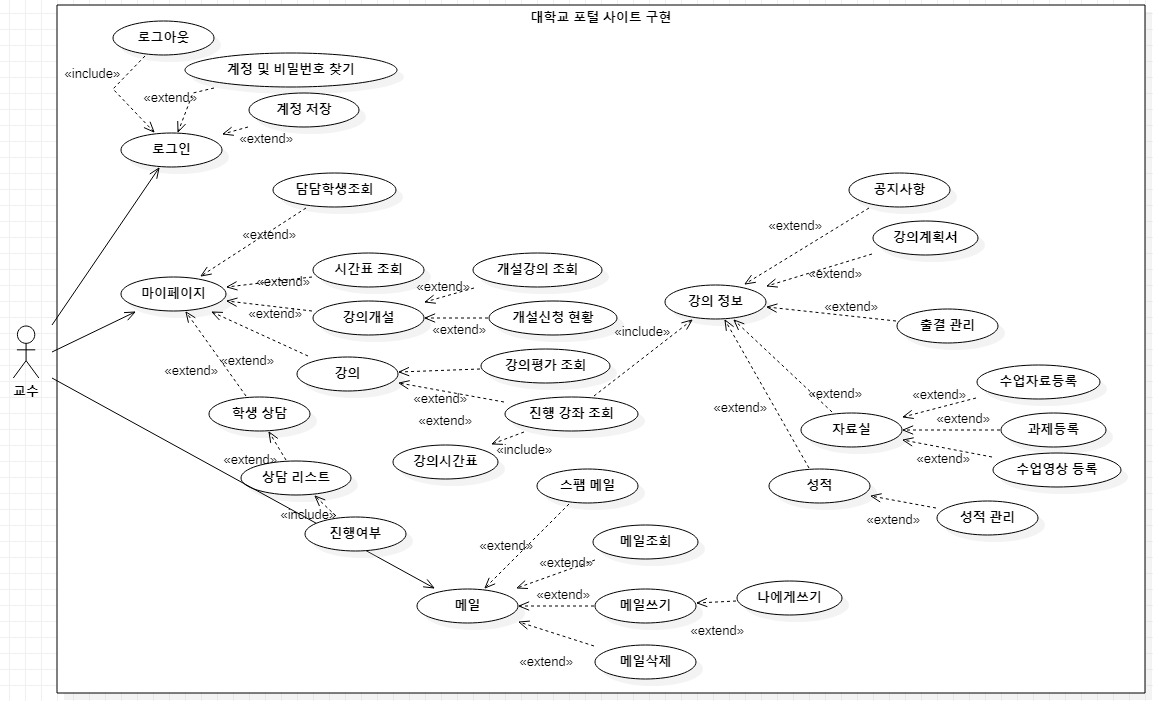 대학교 포털 사이트 구현
로그아웃
«include»
계정 및 비밀번호 찾기
«extend»
계정 저장
«extend»
로그인
담담학생조회
«extend»
공지사항
«extend»
강의계획서
«extend»
시간표 조회
«extend»
개설강의 조회
«extend»
마이페이지
강의개설
«extend»
개설신청 현황
«extend»
강의 정보
«extend»
출결 관리
«include»
교수
«extend»
«extend»
강의
강의평가 조회
«extend»
«extend»
진행 강좌 조회
«include»
강의시간표
«extend»
수업자료등록
«extend»
«extend»
과제등록
자료실
«extend»
수업영상 등록
«extend»
성적
«extend»
성적 관리
학생 상담
«extend»
상담 리스트
«include»
진행여부
스팸 메일
«extend»
메일조회
«extend»
메일
«extend»
메일쓰기
나에게쓰기
«extend»
«extend»
메일삭제